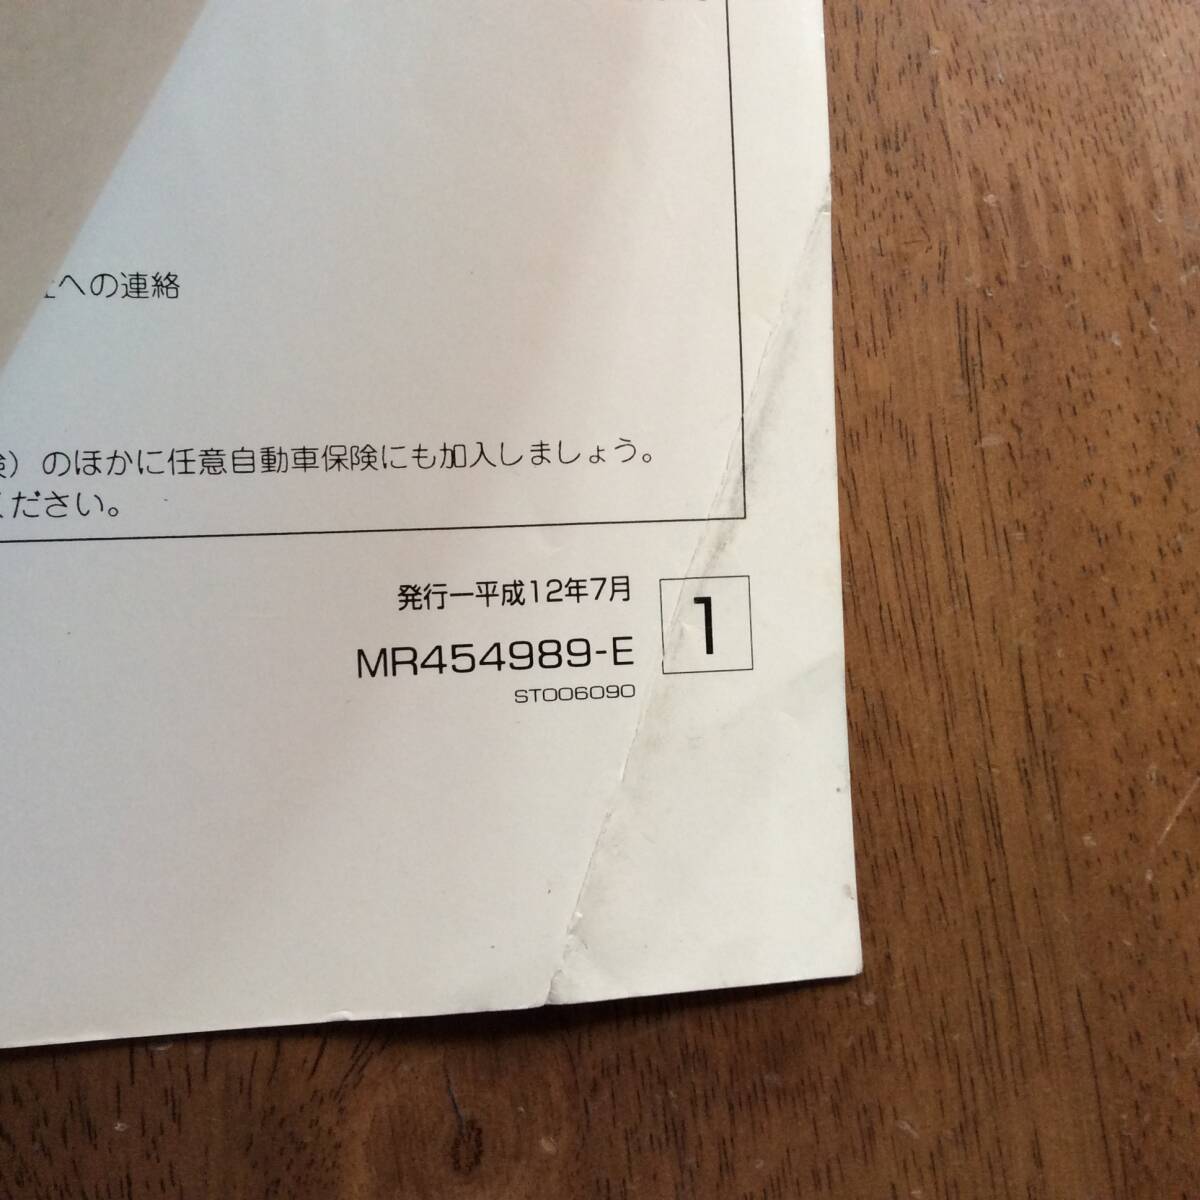 への連絡
険）のほかに任意自動車保険にも加入しましょう。
ください。
発行ー平成12年7月
MR454989-E
1
ST006090